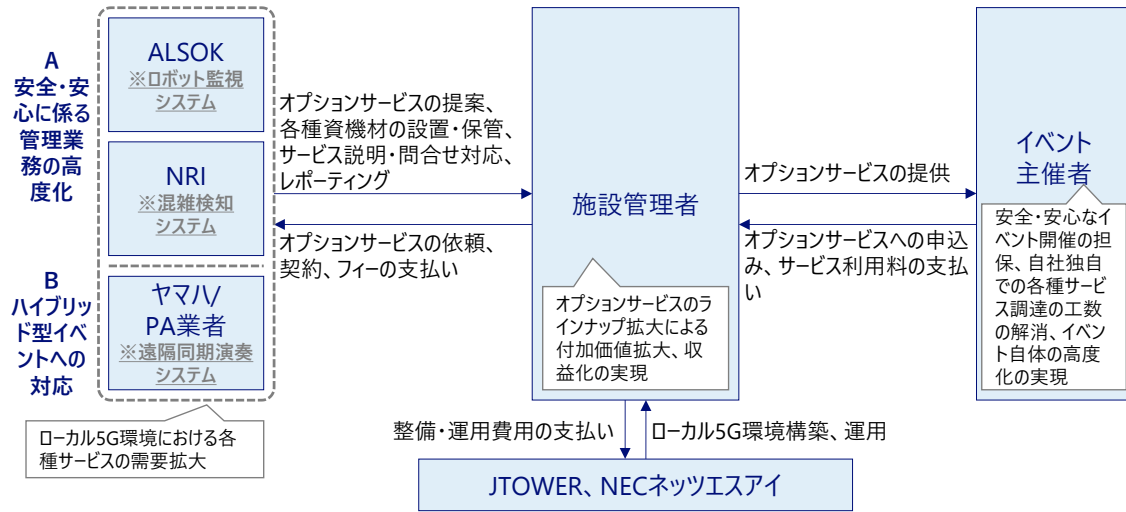 A
安全・安
心に係る
管理業
務の高
度化
ALSOK
※ロボット監視
システム
NRI
※混雑検知
システム
B
ハイブリッ
ド型イベ
ントへの
対応
ヤマハ/
PA業者
※遠隔同期演奏
システム
ローカル5G環境における各
種サービスの需要拡大
オプションサービスの提案、
各種資機材の設置・保管、
サービス説明・問合せ対応、
レポーティング
オプションサービスの依頼、
契約、フィーの支払い
施設管理者
オプションサービスのラ
インナップ拡大による
付加価値拡大、収
益化の実現
オプションサービスの提供
オプションサービスへの申込
み、サービス利用料の支払
い
イベント
主催者
安全・安心なイ
ベント開催の担
保、自社独自
での各種サービ
ス調達の工数
の解消、イベン
ト自体の高度
化の実現
整備・運用費用の支払い
ローカル5G環境構築、運用
JTOWER、NECネッツエスアイ